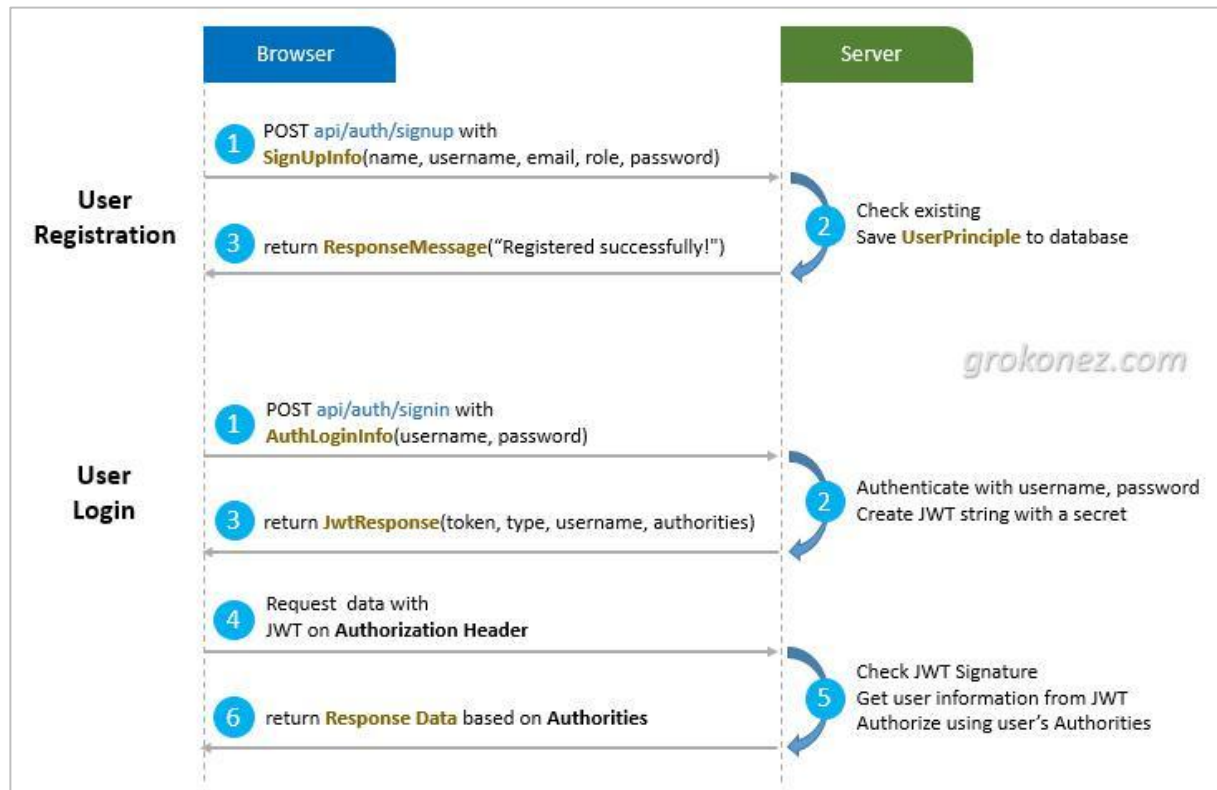 Browser
Server
1
POST api/auth/signup with
SignUpInfo(name, username, email, role, password)
User
Registration
2
Check existing
Save UserPrinciple to database
3
return ResponseMessage(“Registered successfully!")
grokonez.com
1
POST api/auth/signin with
AuthLoginInfo(username, password)
User
Login
2
Authenticate with username, password
Create JWT string with a secret
3
return JwtResponse(token, type, username, authorities)
4
Request data with
JWT on Authorization Header
5
Check JWT Signature
Get user information from JWT
Authorize using user’s Authorities
6
return Response Data based on Authorities